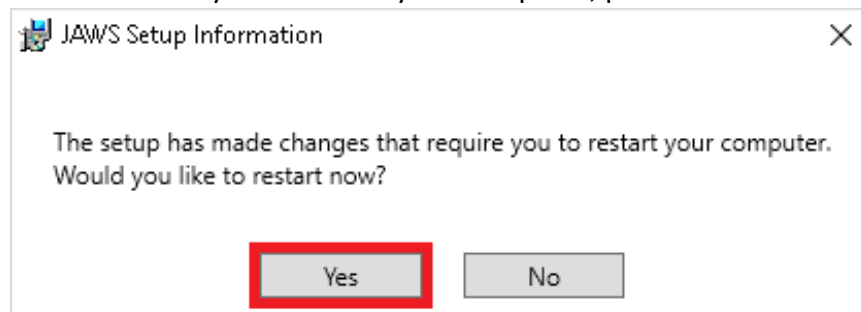 JAWS Setup Information
The setup has made changes that require you to restart your computer.
Would you like to restart now?
Yes
No